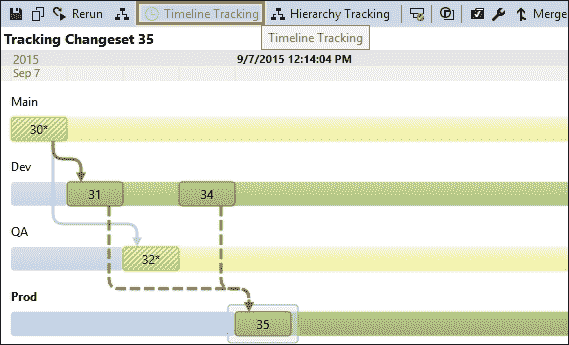 Rerun Timeline Tracking Hierarchy Tracking Merge
Tracking Changeset 35
Timeline Tracking
2015 9/7/2015 12:14:04 PM
Sep 7
Main
30*
Dev
31 34
QA
32*
Prod
35